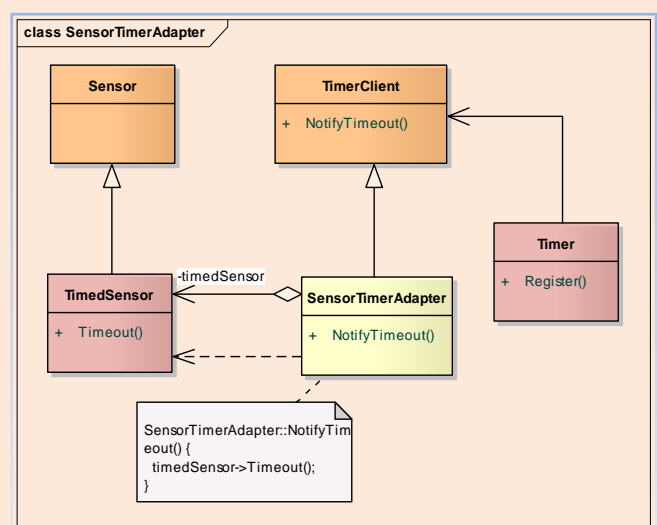 class SensorTimerAdapter
Sensor
TimerClient
+ NotifyTimeout()
Timer
+ Register()
-timedSensor
TimedSensor
+ Timeout()
SensorTimerAdapter
+ NotifyTimeout()
SensorTimerAdapter::NotifyTim
eout() {
timedSensor->Timeout();
}